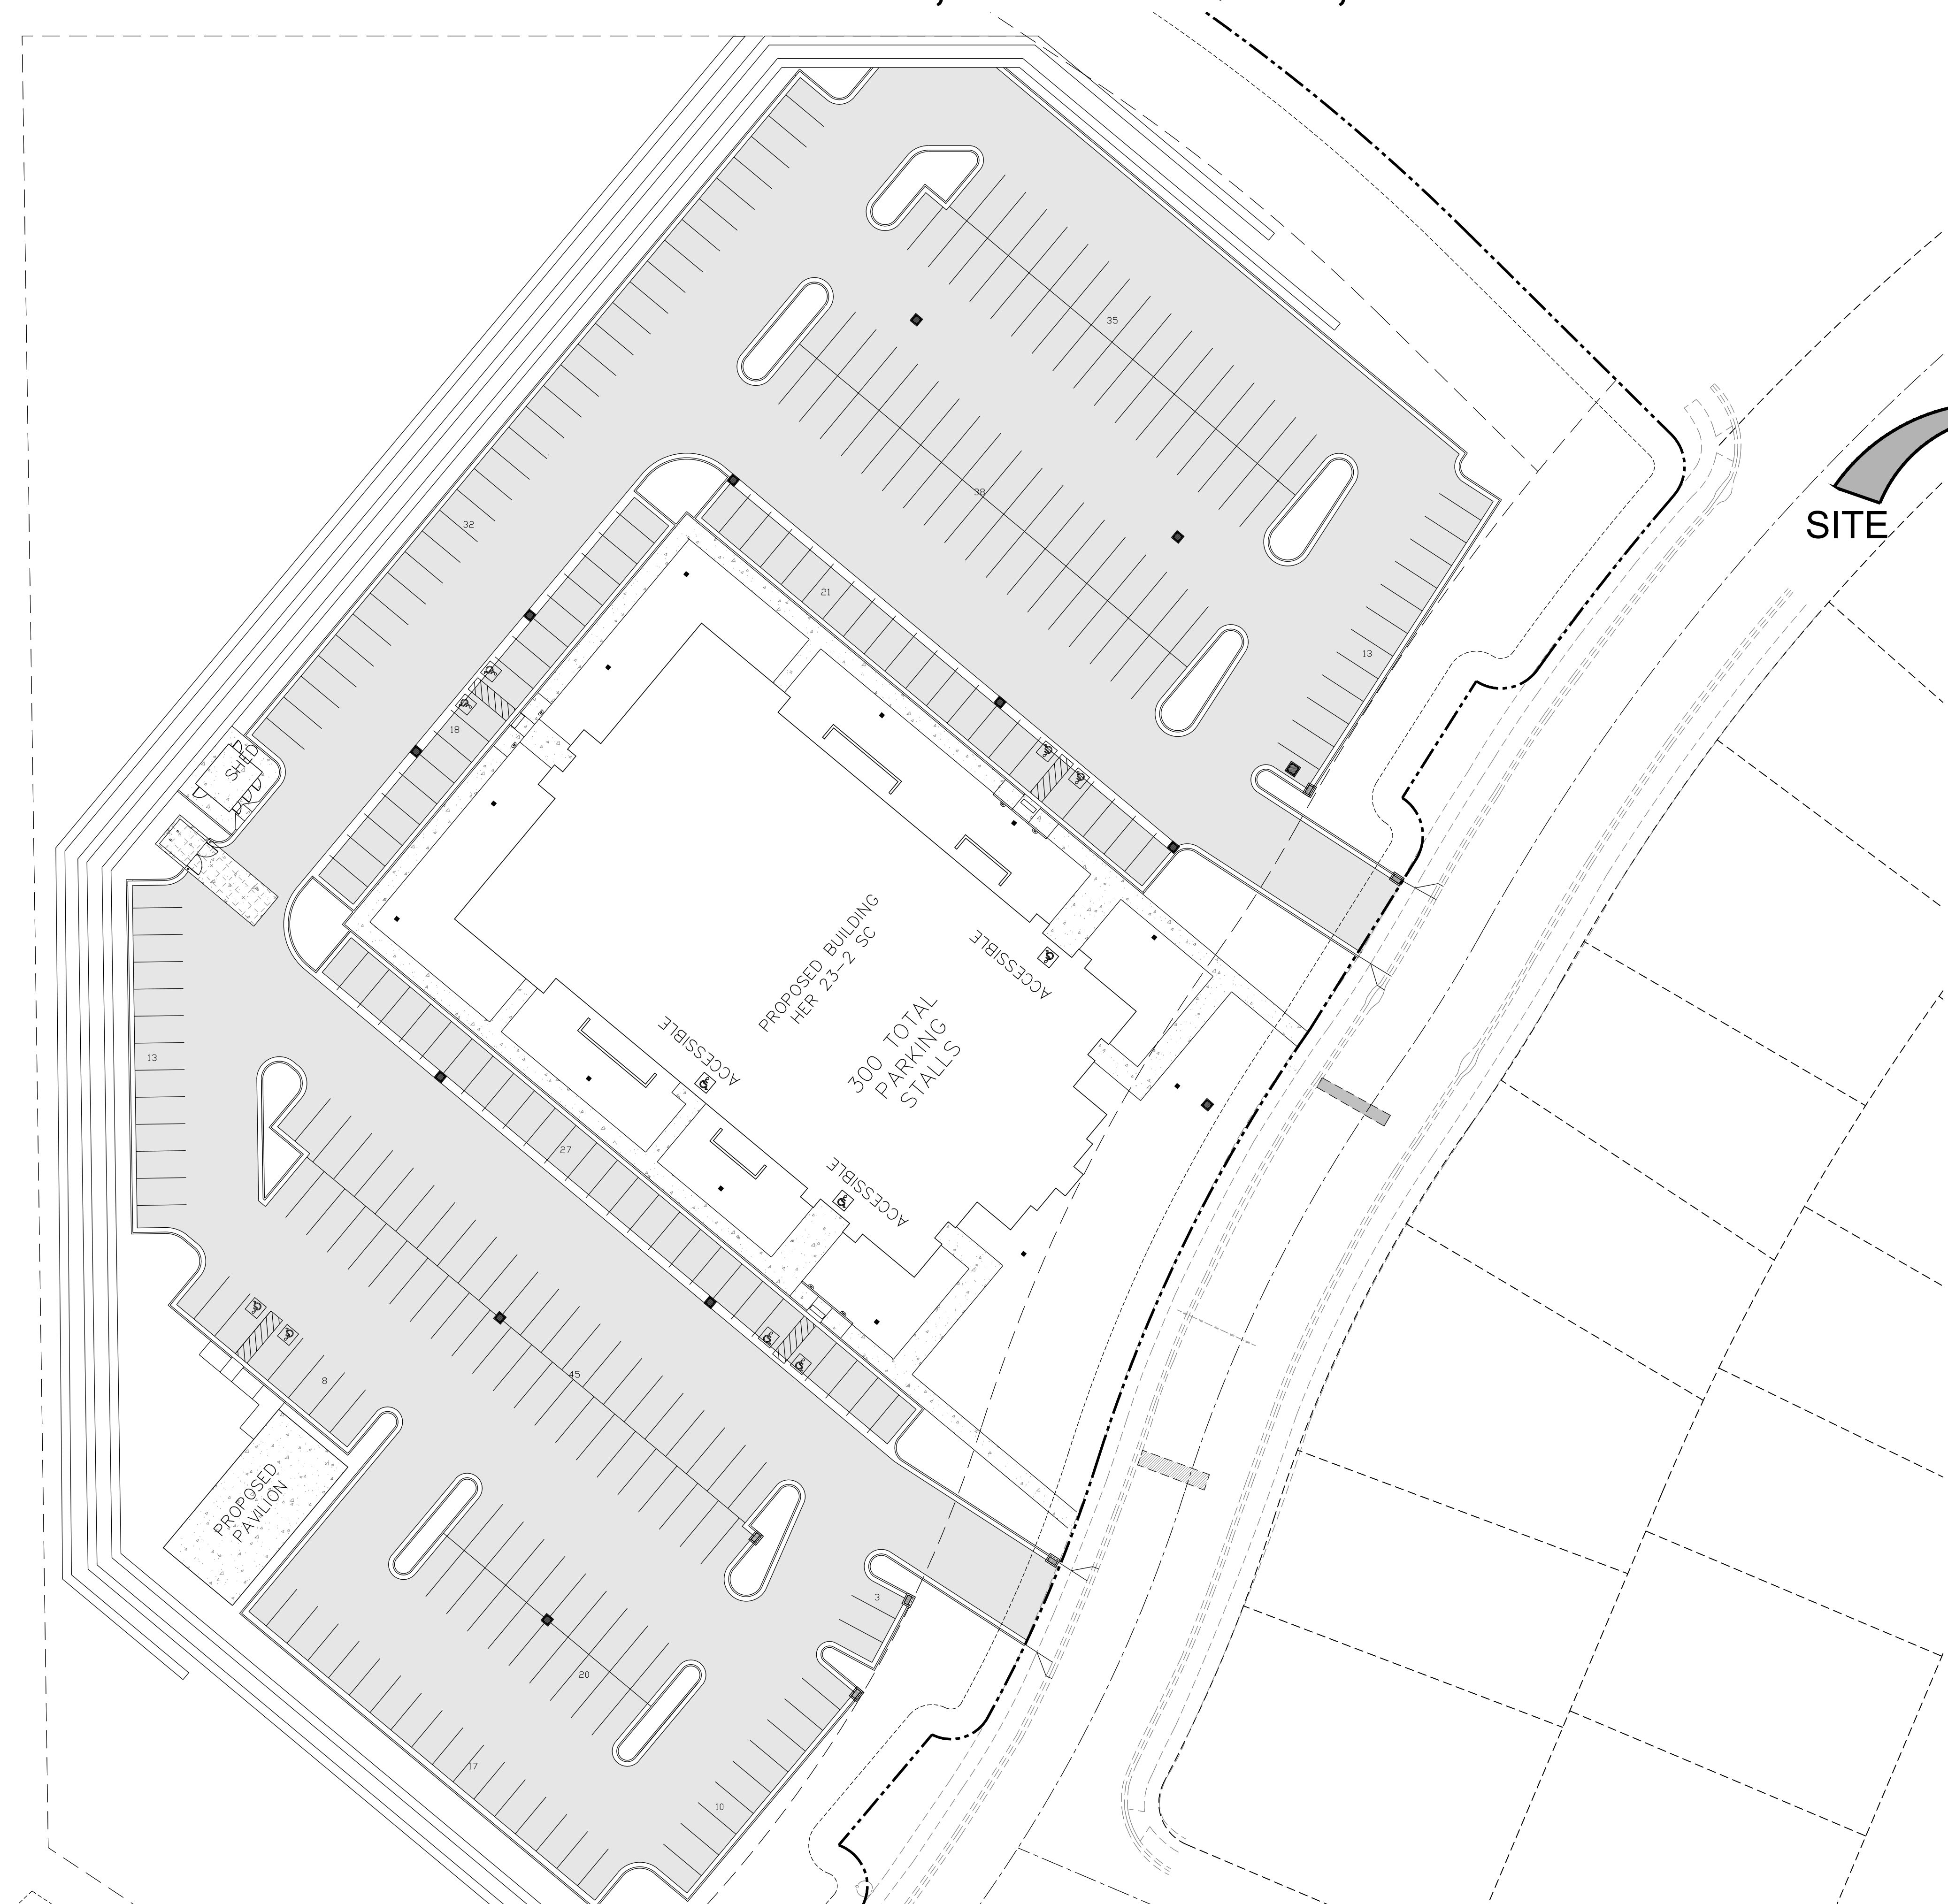 35
38
SITE
32
21
13
18
SHED
PROPOSED BUILDING
HER 23-2 SC
ACCESSIBLE
300 TOTAL
PARKING
STALLS
ACCESSIBLE
13
27
ACCESSIBLE
45
8
PROPOSED
PAVILION
3
20
17
10